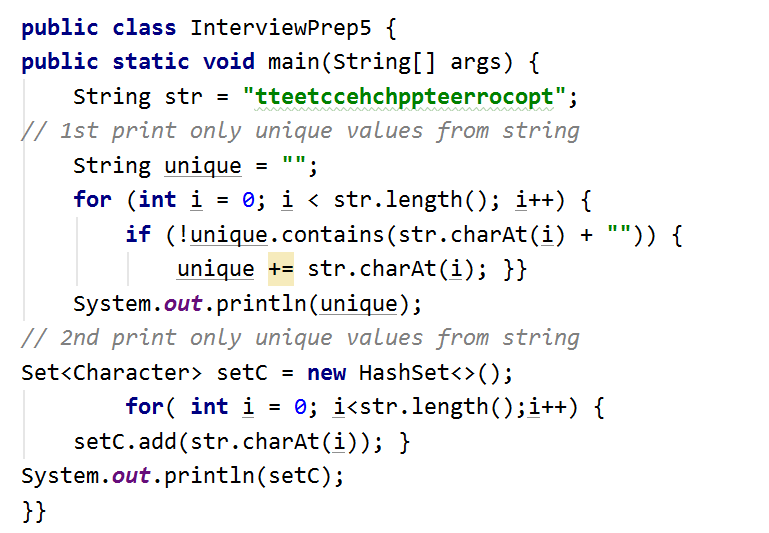 public class InterviewPrep5 {
public static void main(String[] args) {
String str = "tteetccehchppteerrocopt";
// 1st print only unique values from string
String unique = "";
for (int i = 0; i < str.length(); i++) {
if (!unique.contains(str.charAt(i) + "")) {
unique += str.charAt(i); }}
System.out.println(unique);
// 2nd print only unique values from string
Set<Character> setC = new HashSet<>();
for( int i = 0; i<str.length();i++) {
setC.add(str.charAt(i)); }
System.out.println(setC);
}}